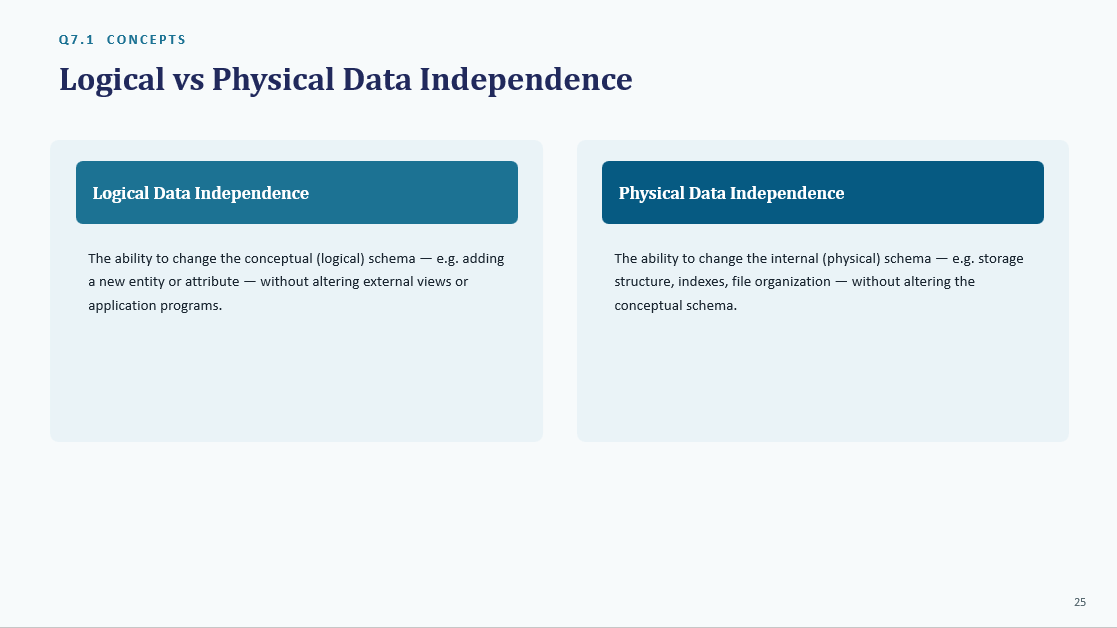 Q7.1 CONCEPTS
Logical vs Physical Data Independence
Logical Data Independence
The ability to change the conceptual (logical) schema — e.g. adding
a new entity or attribute — without altering external views or
application programs.
Physical Data Independence
The ability to change the internal (physical) schema — e.g. storage
structure, indexes, file organization — without altering the
conceptual schema.
25